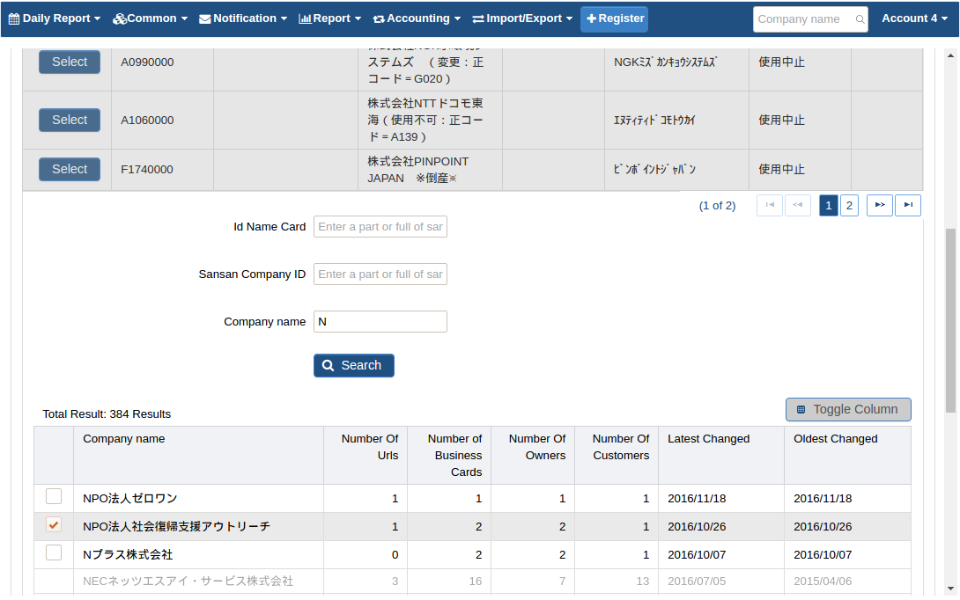 Daily Report Common Notification Report Accounting Import/Export Register Company name Account 4
Select A0990000 ステムズ （変更：正 NGKﾐｽﾞｶﾝｷｮｳｼｽﾃﾑｽﾞ 使用中止
コード = G020 )
株式会社NTTドコモ東
Select A1060000 海 ( 使用不可：正コー ｴﾇﾃｨﾃｨﾄﾞｺﾓﾄｳｶｲ 使用中止
ド = A139 )
株式会社PINPOINT
Select F1740000 ﾋﾟﾝﾎﾟｲﾝﾄｼﾞｬﾊﾟﾝ 使用中止
JAPAN ※倒産※
(1 of 2) 1 2
Id Name Card Enter a part or full of sar
Sansan Company ID Enter a part or full of sar
Company name N
Search
Toggle Column
Total Result: 384 Results
Company name Number Of Number of Number Of Number Of Latest Changed Oldest Changed
Urls Business Owners Customers
Cards
NPO法人ゼロワン 1 1 1 1 2016/11/18 2016/11/18
NPO法人社会復帰支援アウトリーチ 1 2 2 1 2016/10/26 2016/10/26
Nプラス株式会社 0 2 2 1 2016/10/07 2016/10/07
NECネッツエスアイ・サービス株式会社 3 16 7 13 2016/07/05 2015/04/06